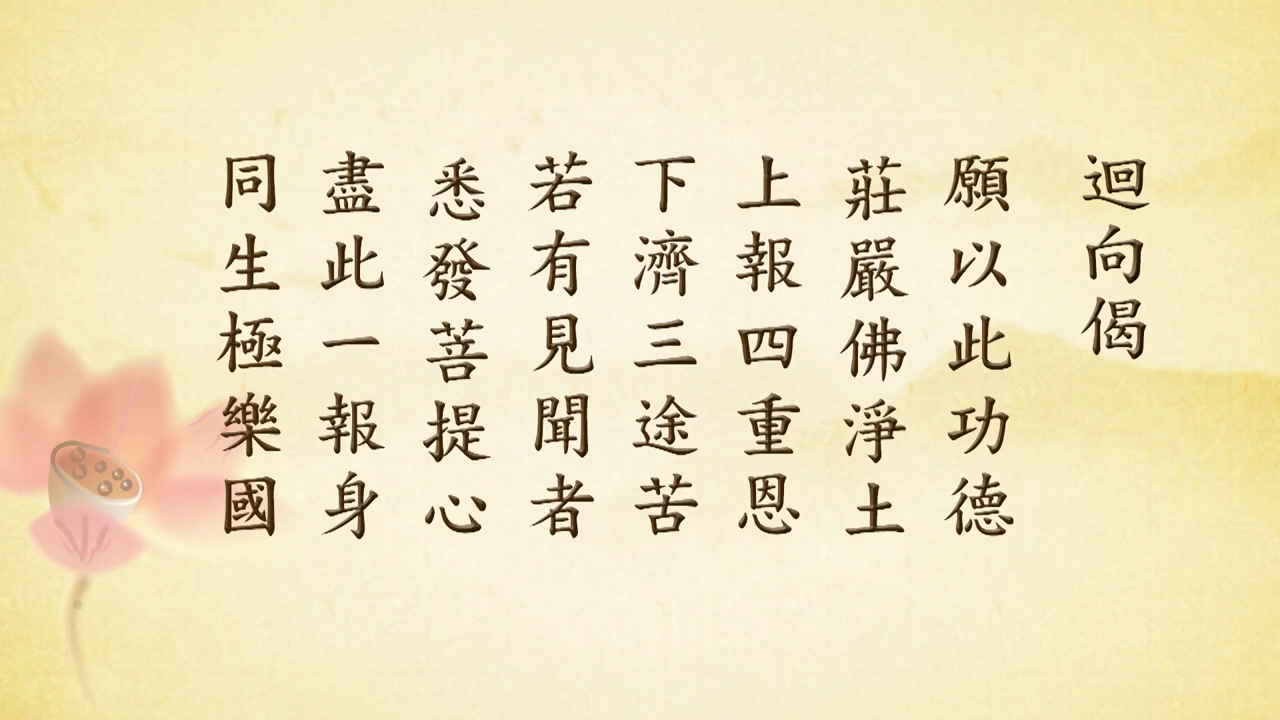 迴向偈
願以此功德
莊嚴佛淨土
上報四重恩
下濟三途苦
若有見聞者
悉發菩提心
盡此一報身
同生極樂國